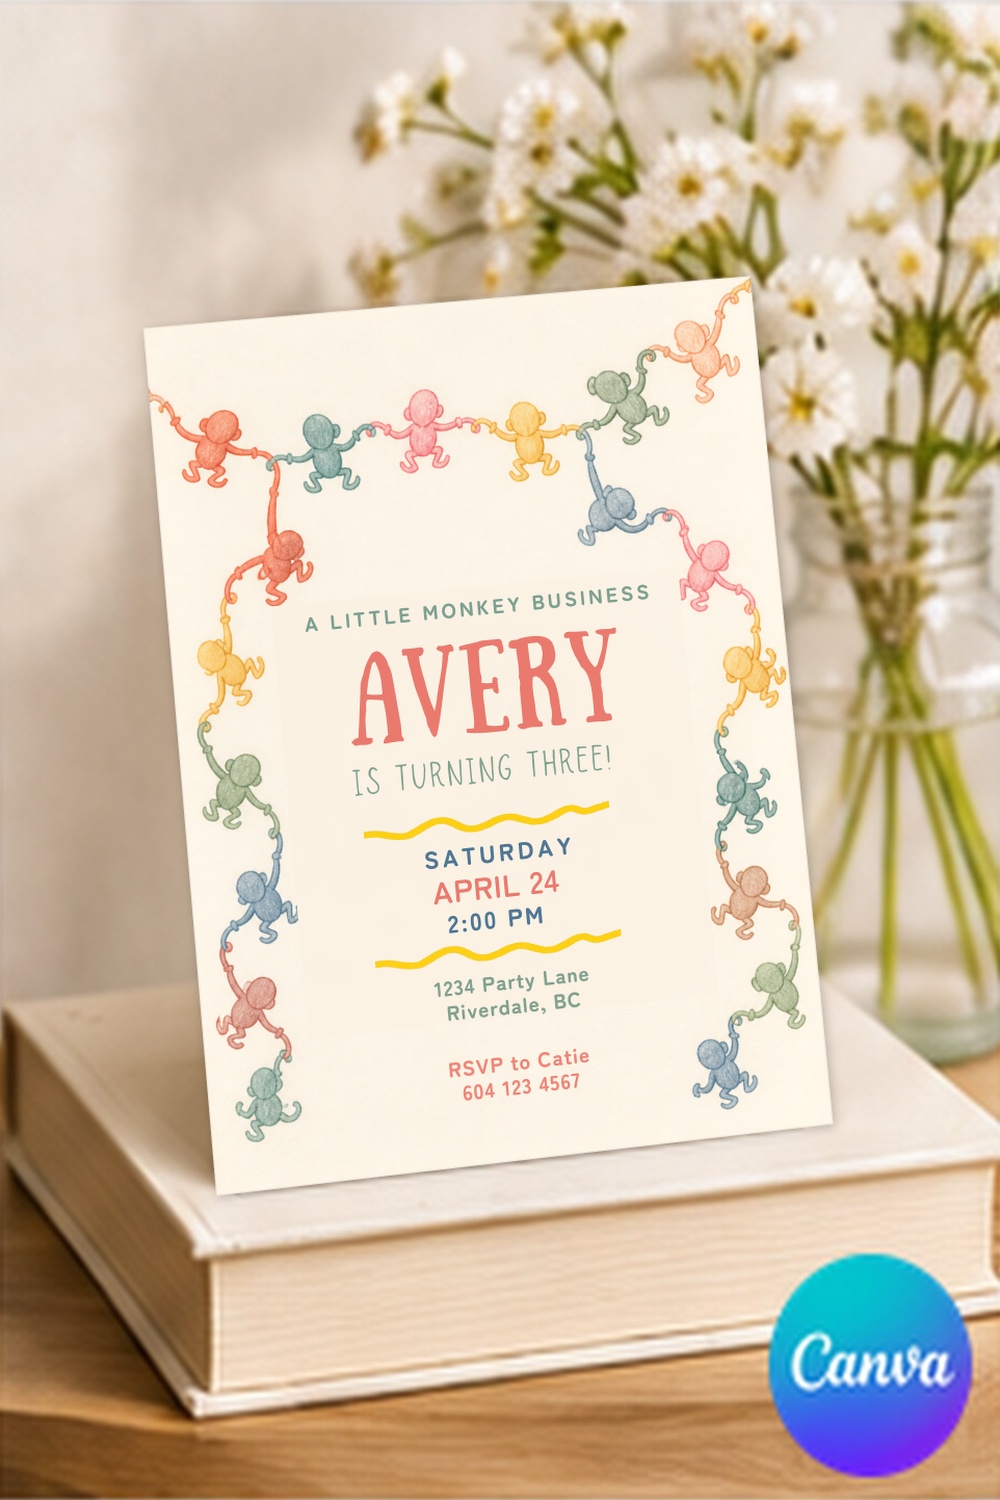 A LITTLE MONKEY BUSINESS
AVERY
IS TURNING THREE!
SATURDAY
APRIL 24
2:00 PM
1234 Party Lane
Riverdale, BC
RSVP to Catie
604 123 4567
Canva